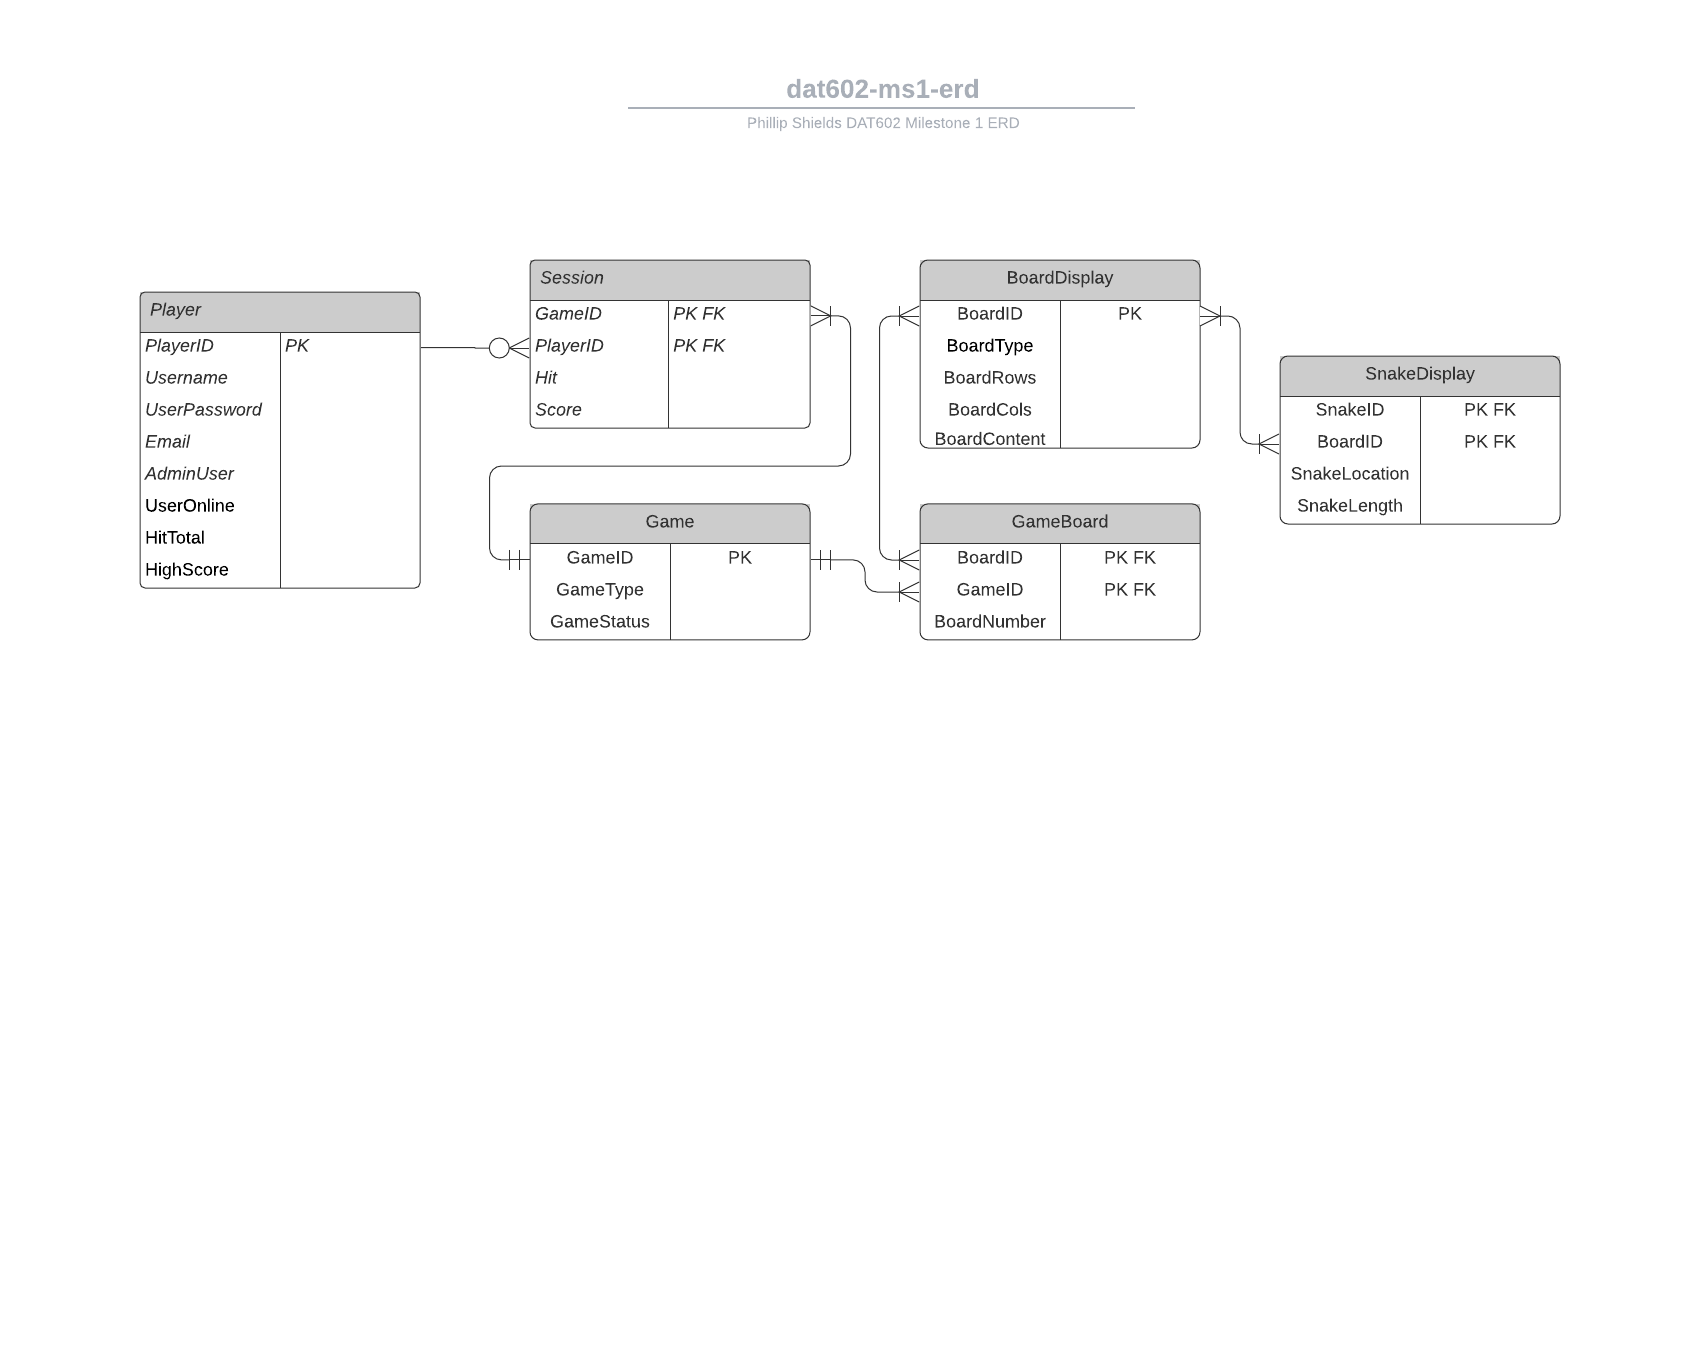 dat602-ms1-erd
Phillip Shields DAT602 Milestone 1 ERD
Player
PlayerID PK
Username
UserPassword
Email
AdminUser
UserOnline
HitTotal
HighScore
Session
GameID PK FK
PlayerID PK FK
Hit
Score
Game
GameID PK
GameType
GameStatus
BoardDisplay
BoardID PK
BoardType
BoardRows
BoardCols
BoardContent
GameBoard
BoardID PK FK
GameID PK FK
BoardNumber
SnakeDisplay
SnakeID PK FK
BoardID PK FK
SnakeLocation
SnakeLength